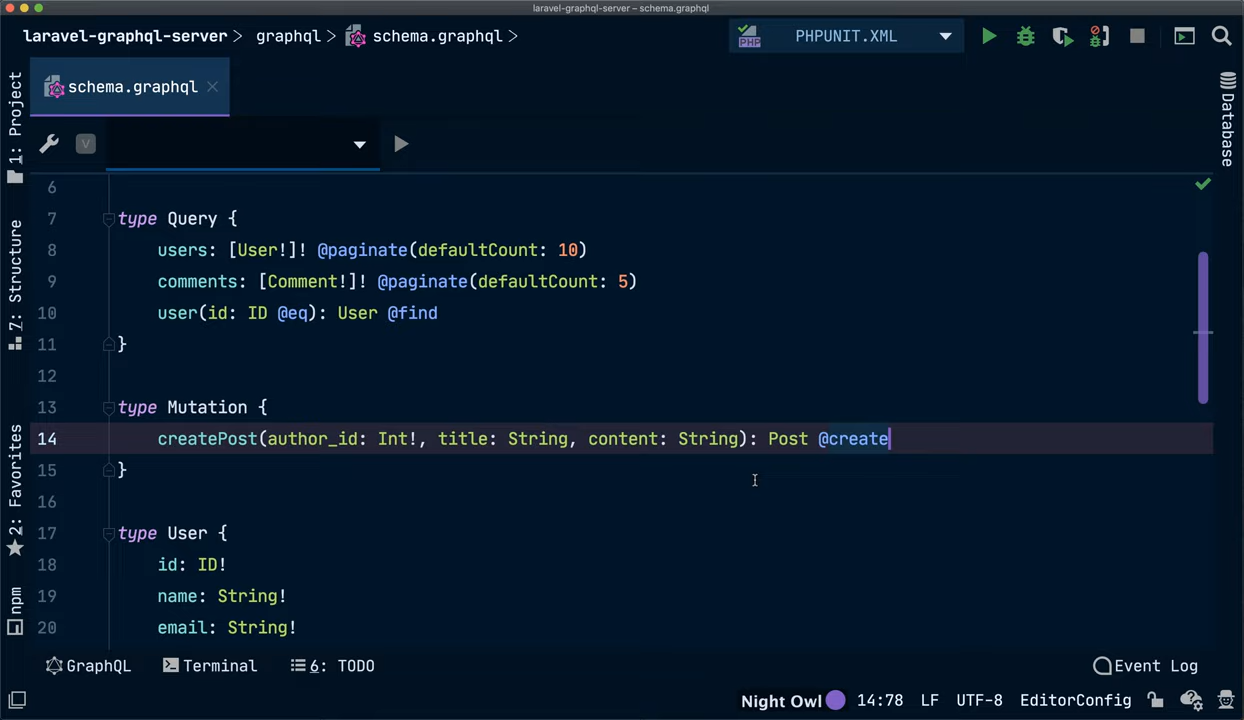 laravel-graphql-server – schema.graphql
laravel-graphql-server > graphql > schema.graphql >
PHP PHPUNIT.XML
schema.graphql
1: Project
7: Structure
2: Favorites
npm
Database
V
6
7 type Query {
8 users: [User!]! @paginate(defaultCount: 10)
9 comments: [Comment!]! @paginate(defaultCount: 5)
10 user(id: ID @eq): User @find
11 }
12
13 type Mutation {
14 createPost(author_id: Int!, title: String, content: String): Post @create
15 }
16
17 type User {
18 id: ID!
19 name: String!
20 email: String!
GraphQL Terminal 6: TODO Event Log
Night Owl 14:78 LF UTF-8 EditorConfig